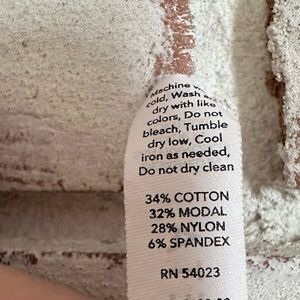 Machine
cold, Wash
dry with like
colors, Do not
bleach, Tumble
dry low, Cool
iron as needed,
Do not dry clean
34% COTTON
32% MODAL
28% NYLON
6% SPANDEX
RN 54023